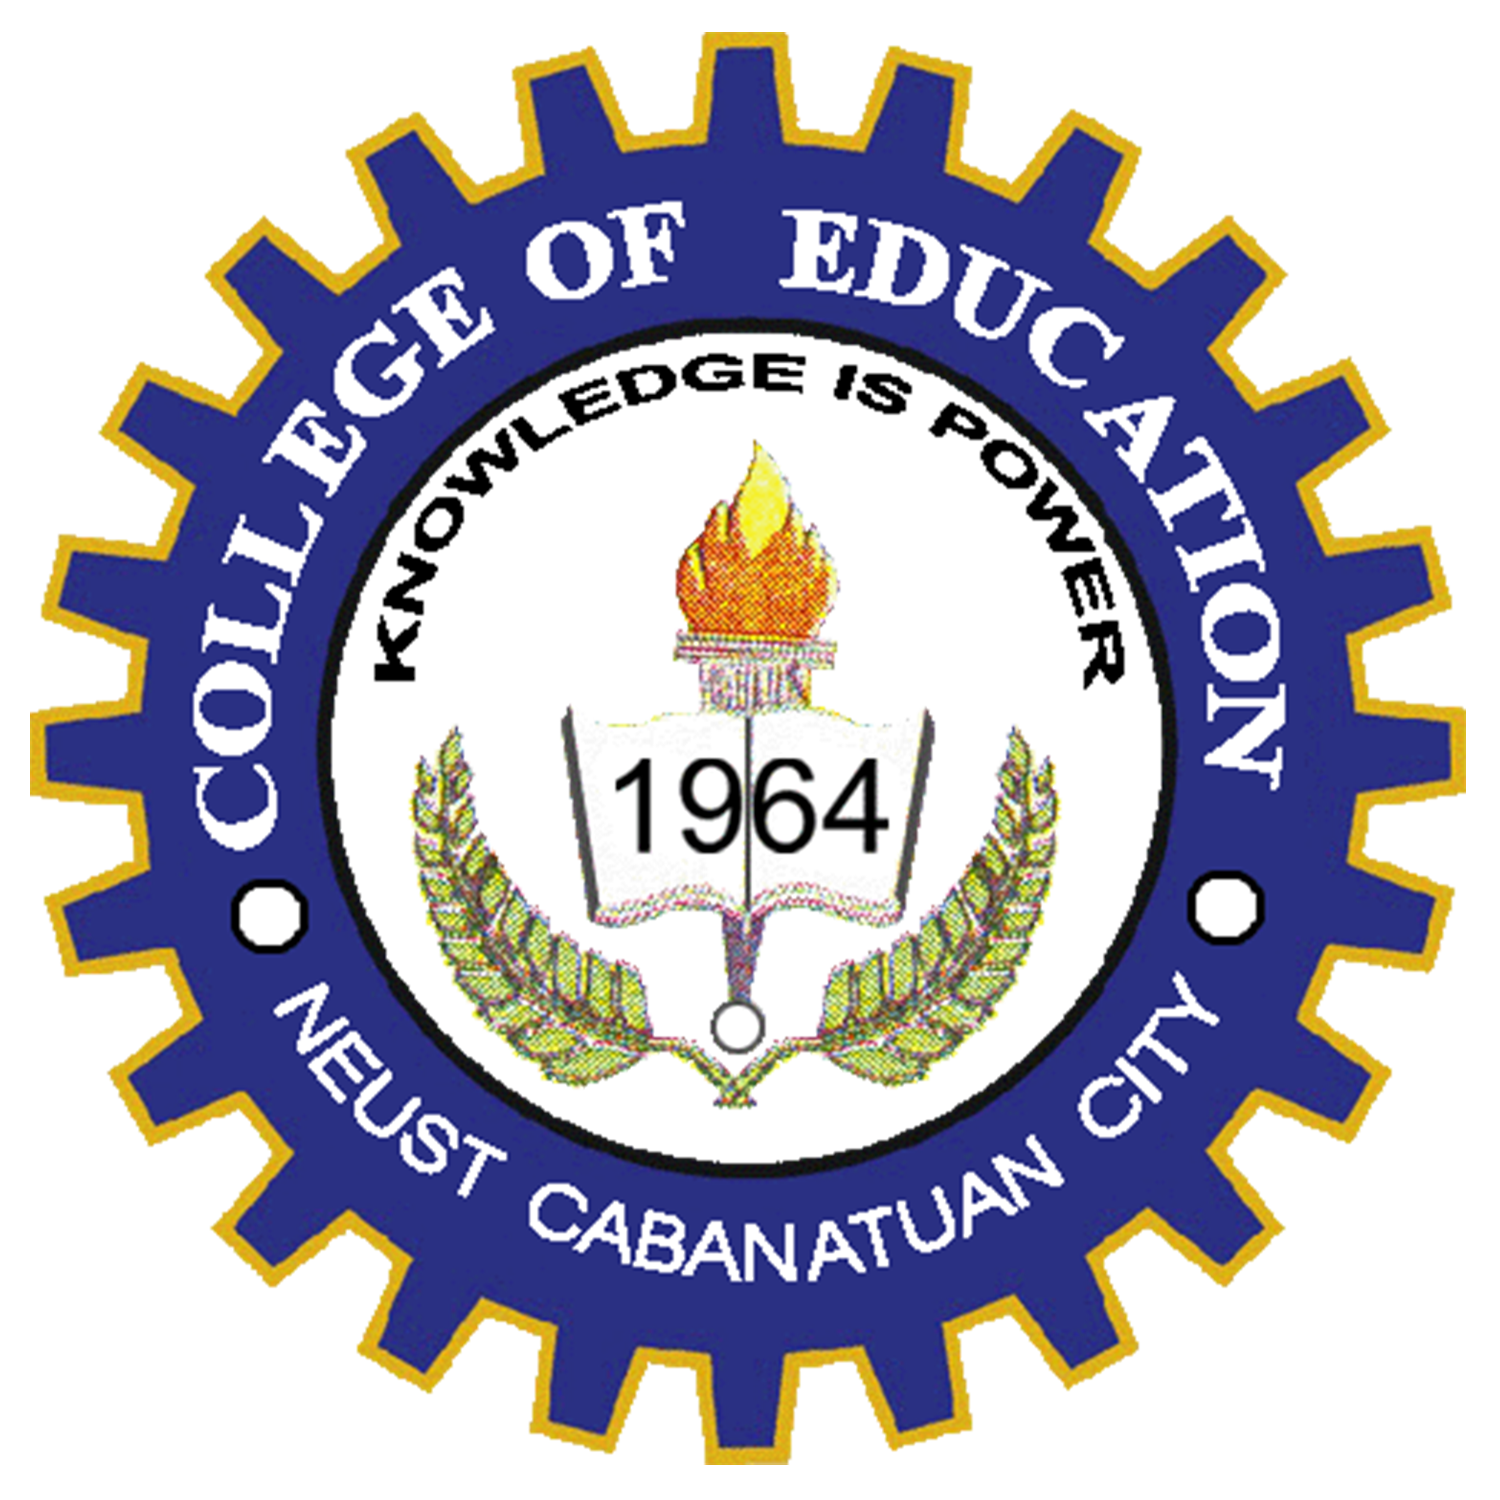 COLLEGE OF EDUCATION
KNOWLEDGE IS POWER
1964
NEUST CABANATUAN CITY